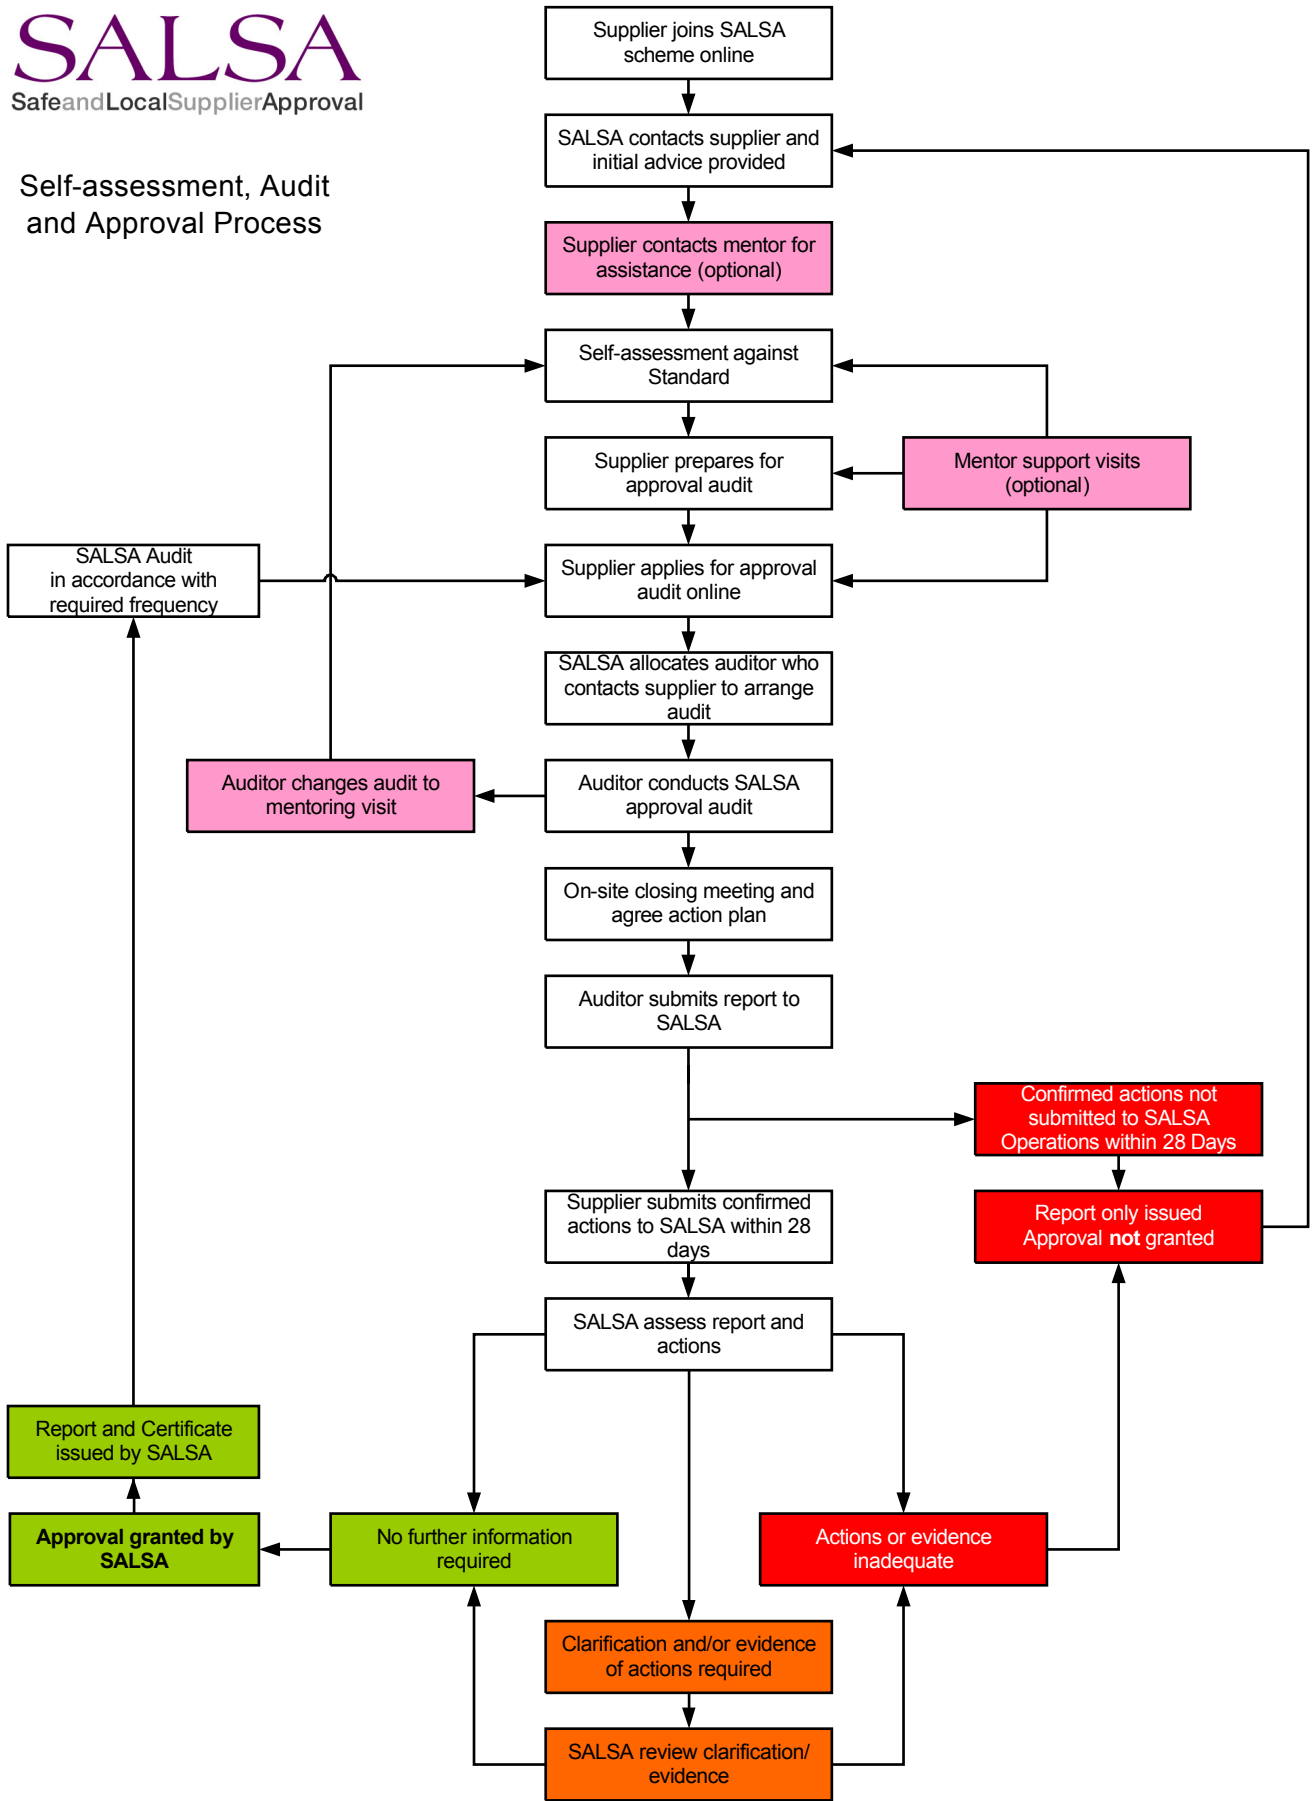 SALSA
SafeandLocalSupplierApproval
Self-assessment, Audit
and Approval Process
Supplier joins SALSA
scheme online
SALSA contacts supplier and
initial advice provided
Supplier contacts mentor for
assistance (optional)
Self-assessment against
Standard
Supplier prepares for
approval audit
Mentor support visits
(optional)
SALSA Audit
in accordance with
required frequency
Supplier applies for approval
audit online
SALSA allocates auditor who
contacts supplier to arrange
audit
Auditor changes audit to
mentoring visit
Auditor conducts SALSA
approval audit
On-site closing meeting and
agree action plan
Auditor submits report to
SALSA
Confirmed actions not
submitted to SALSA
Operations within 28 Days
Supplier submits confirmed
actions to SALSA within 28
days
Report only issued
Approval not granted
SALSA assess report and
actions
Report and Certificate
issued by SALSA
Approval granted by
SALSA
No further information
required
Actions or evidence
inadequate
Clarification and/or evidence
of actions required
SALSA review clarification/
evidence